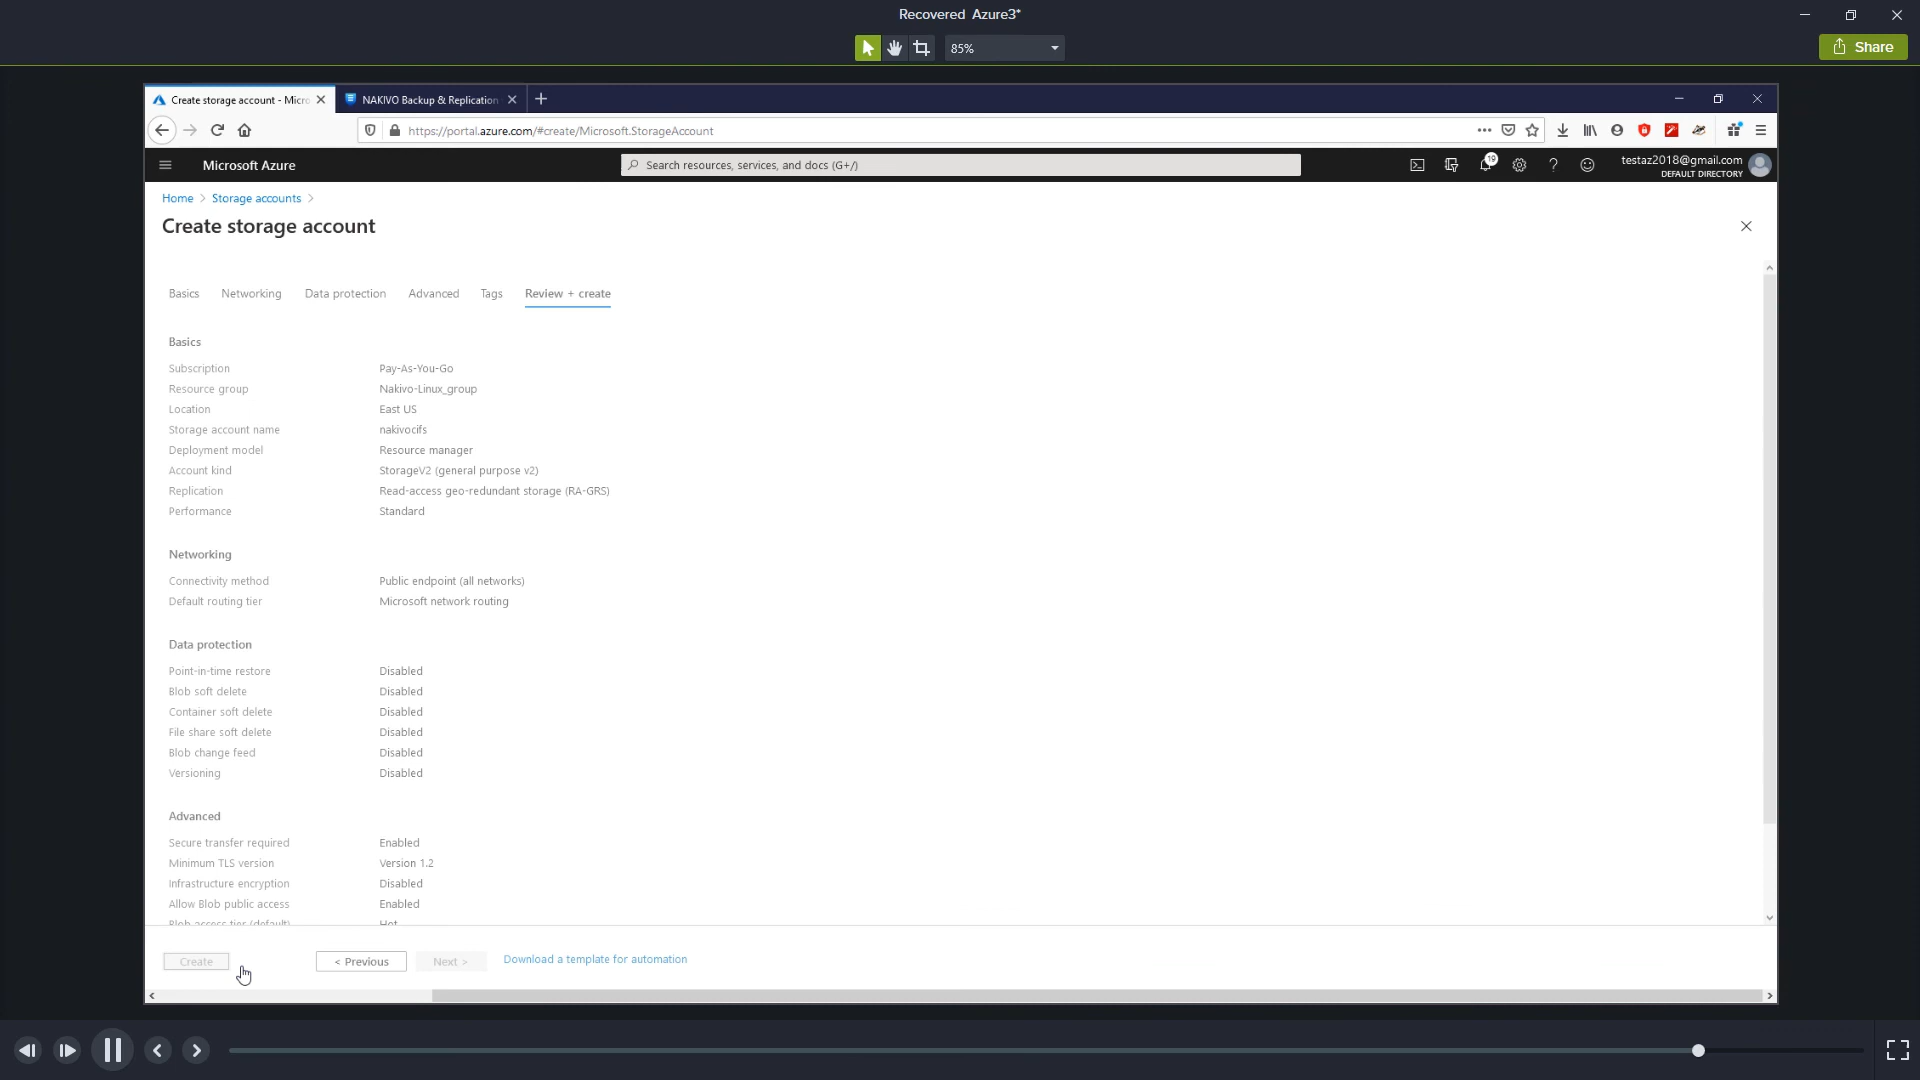 Recovered Azure3*
85%
Share
Create storage account - Micro
NAKIVO Backup & Replication
https://portal.azure.com/#create/Microsoft.StorageAccount
Microsoft Azure
Search resources, services, and docs (G+/)
19
testaz2018@gmail.com
DEFAULT DIRECTORY
Home > Storage accounts >
Create storage account
Basics Networking Data protection Advanced Tags Review + create
Basics
Subscription Pay-As-You-Go
Resource group Nakivo-Linux_group
Location East US
Storage account name nakivocifs
Deployment model Resource manager
Account kind StorageV2 (general purpose v2)
Replication Read-access geo-redundant storage (RA-GRS)
Performance Standard
Networking
Connectivity method Public endpoint (all networks)
Default routing tier Microsoft network routing
Data protection
Point-in-time restore Disabled
Blob soft delete Disabled
Container soft delete Disabled
File share soft delete Disabled
Blob change feed Disabled
Versioning Disabled
Advanced
Secure transfer required Enabled
Minimum TLS version Version 1.2
Infrastructure encryption Disabled
Allow Blob public access Enabled
Blob access tier (default) Hot
Create < Previous Next > Download a template for automation